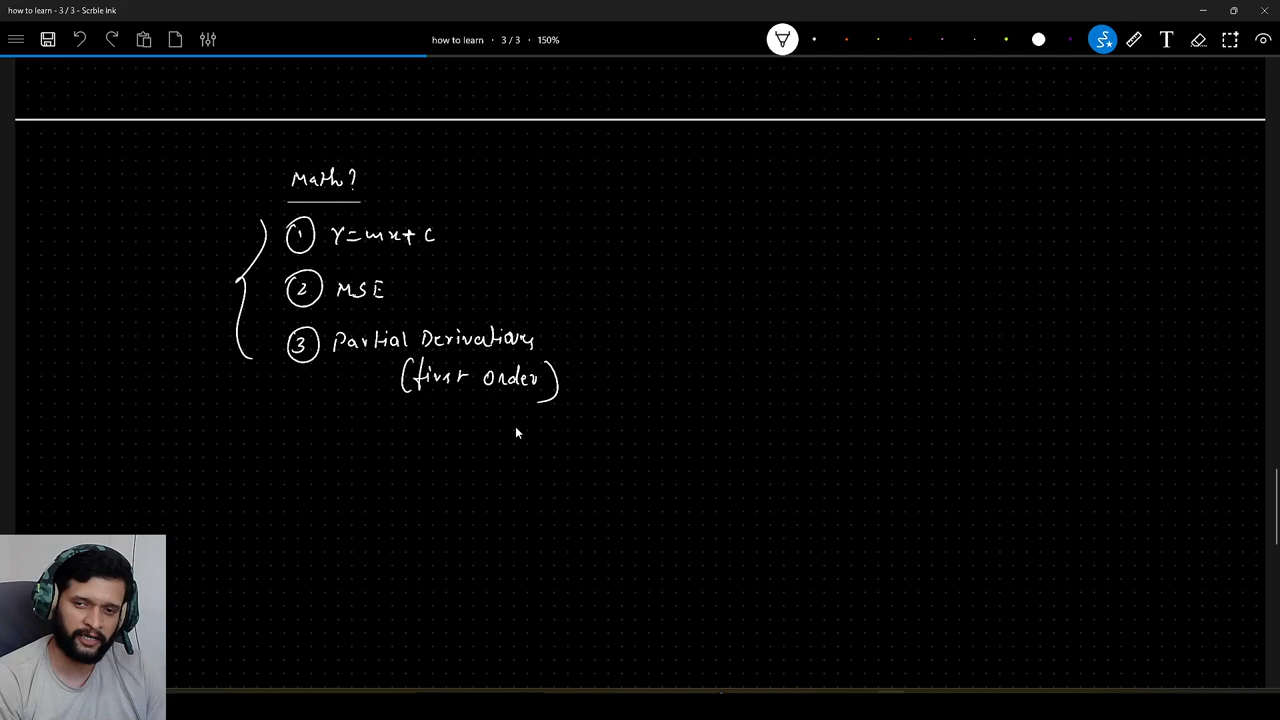 how to learn - 3 / 3 - Scrble Ink
how to learn • 3 / 3 • 150%
T
Math?
1 Y=mx+c
2 MSE
3 Partial Derivatives
(first order)